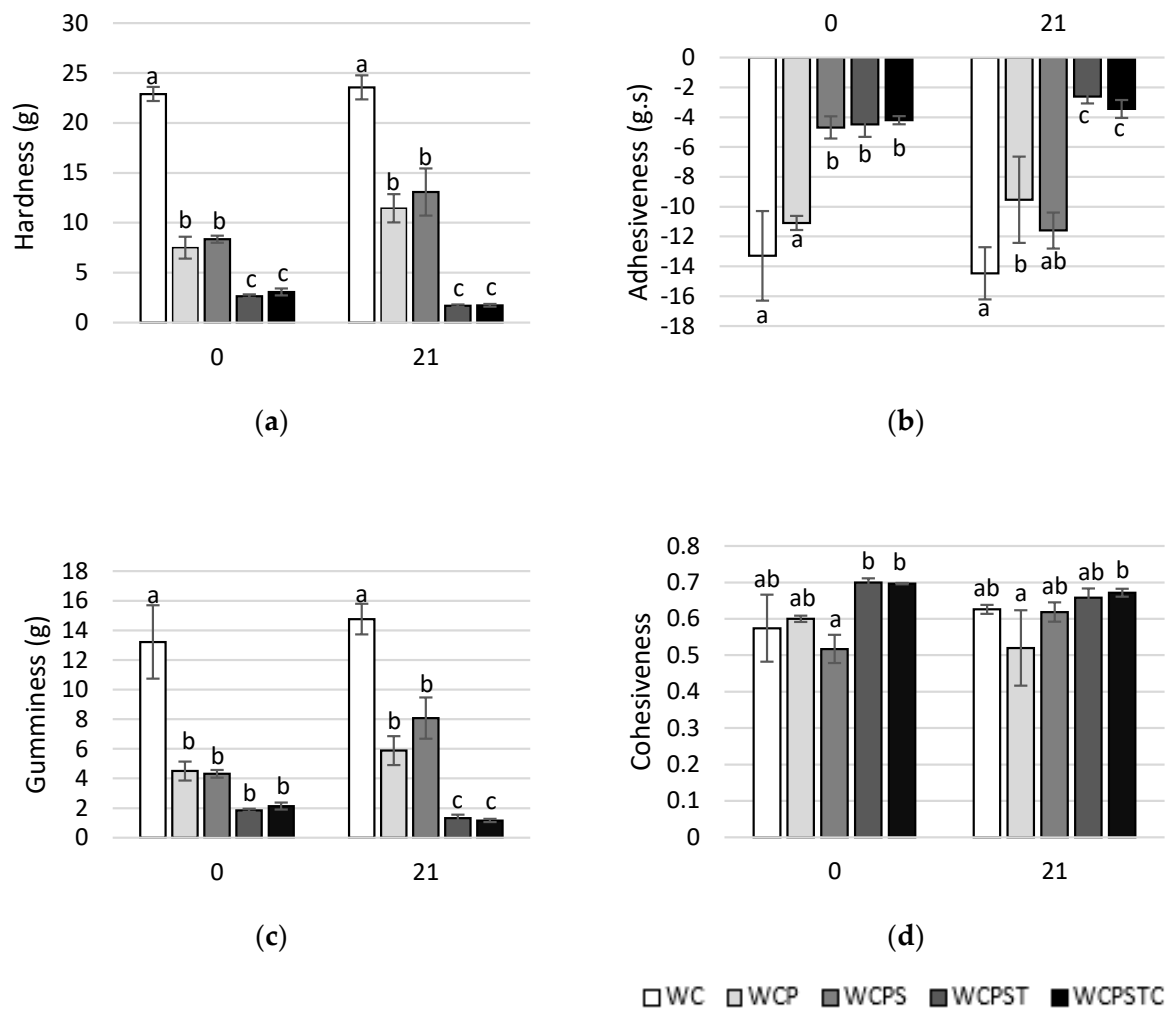 Hardness (g)
30
25
20
15
10
5
0
a
b
b
c
c
a
b
b
c
c
0
21
(a)
0
21
Adhesiveness (g.s)
0
-2
-4
-6
-8
-10
-12
-14
-16
-18
a
a
b
b
b
a
b
ab
c
c
(b)
Gumminess (g)
18
16
14
12
10
8
6
4
2
0
a
b
b
b
b
a
b
b
c
c
0
21
(c)
Cohesiveness
0.8
0.7
0.6
0.5
0.4
0.3
0.2
0.1
0
ab
ab
a
b
b
ab
a
ab
ab
b
0
21
(d)
WC WCP WCPS WCPST WCPSTC